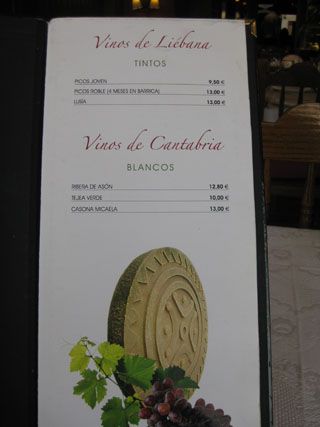 Vinos de Liébana
TINTOS
PICOS JOVEN 9,50 €
PICOS ROBLE (4 MESES EN BARRICA) 13,00 €
LUSÍA 13,00 €
Vinos de Cantabria
BLANCOS
RIBERA DE ASÓN 12,80 €
TEJEA VERDE 10,00 €
CASONA MICAELA 13,00 €